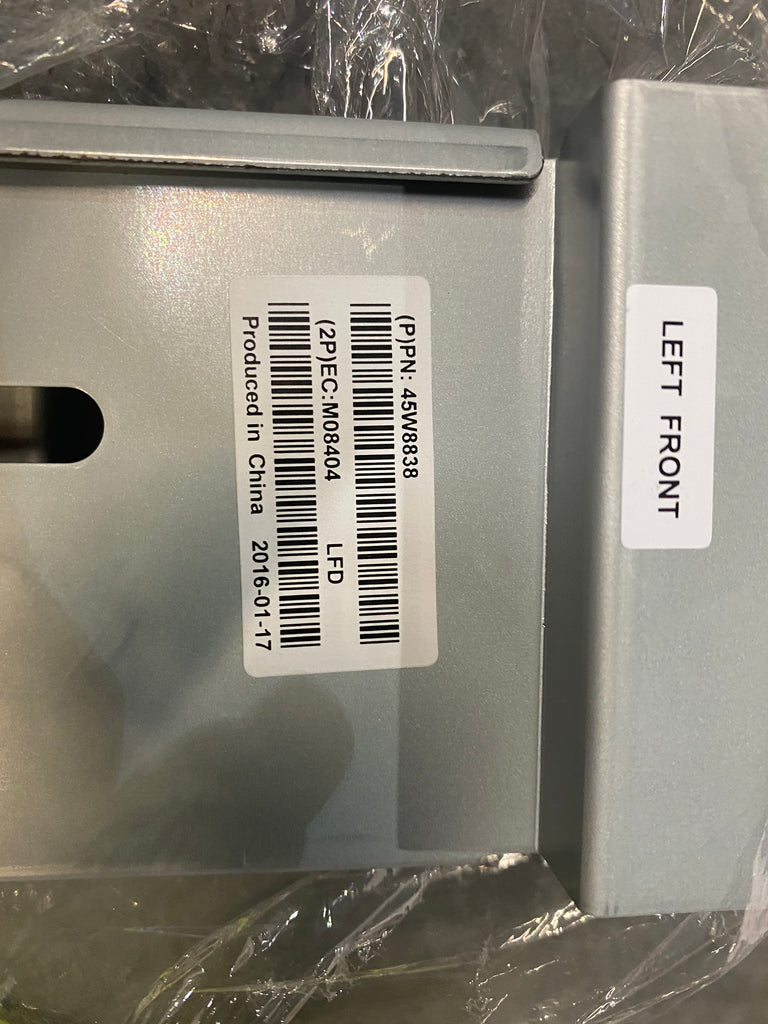 (P)PN: 45W8838
(2P)EC:M08404 LFD
Produced in China 2016-01-17
LEFT FRONT